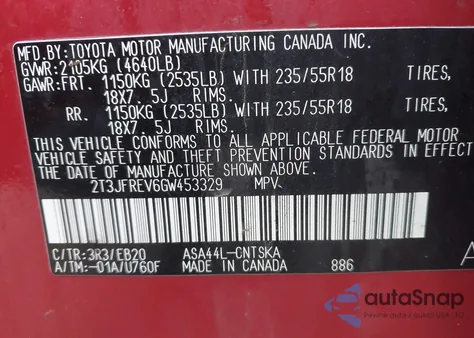 MFD.BY:TOYOTA MOTOR MANUFACTURING CANADA INC.
GVWR:2105KG (4640LB)
GAWR:FRT. 1150KG (2535LB) WITH 235/55R18 TIRES,
18X7. 5J RIMS.
RR. 1150KG (2535LB) WITH 235/55R18 TIRES,
18X7. 5J RIMS.
THIS VEHICLE CONFORMS TO ALL APPLICABLE FEDERAL MOTOR
VEHICLE SAFETY AND THEFT PREVENTION STANDARDS IN EFFECT
THE DATE OF MANUFACTURE SHOWN ABOVE.
2T3JFREV6GW453329 MPV
C/TR:3R3/EB20 ASA44L-CNTSKA
A/TM:-01A/U760F MADE IN CANADA 886
autoSnap